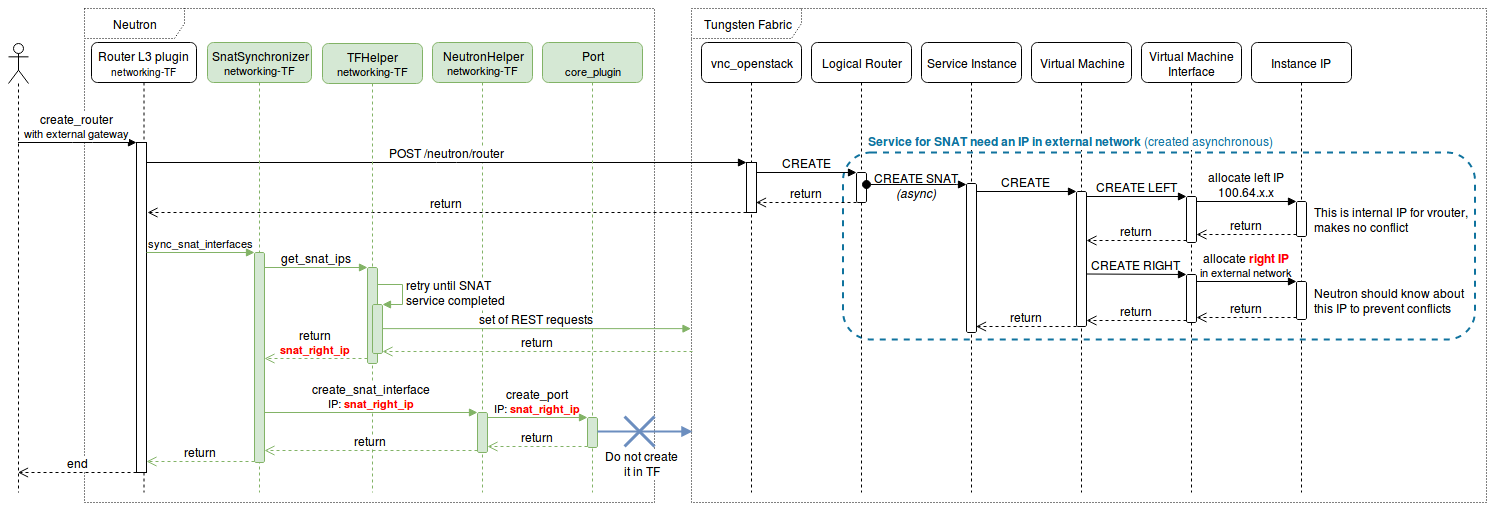 Neutron
Tungsten Fabric
Router L3 plugin
networking-TF
SnatSynchronizer
networking-TF
TFHelper
networking-TF
NeutronHelper
networking-TF
Port
core_plugin
vnc_openstack
Logical Router
Service Instance
Virtual Machine
Virtual Machine
Interface
Instance IP
create_router
with external gateway
POST /neutron/router
CREATE
Service for SNAT need an IP in external network (created asynchronous)
CREATE SNAT
(async)
CREATE
CREATE LEFT
allocate left IP
100.64.x.x
This is internal IP for vrouter,
makes no conflict
return
return
return
return
CREATE RIGHT
allocate right IP
in external network
Neutron should know about
this IP to prevent conflicts
return
return
return
sync_snat_interfaces
get_snat_ips
retry until SNAT
service completed
set of REST requests
return
return
snat_right_ip
create_snat_interface
IP: snat_right_ip
create_port
IP: snat_right_ip
return
return
return
Do not create
it in TF
end